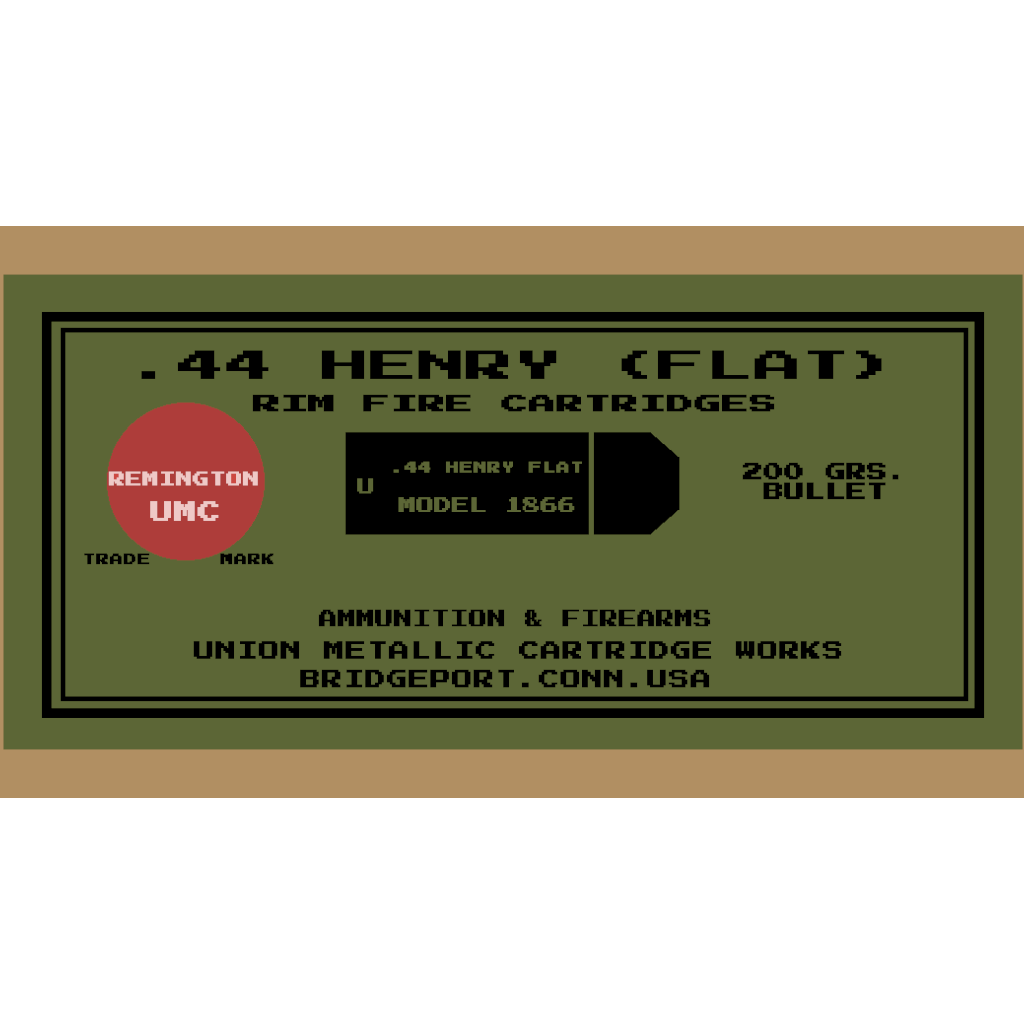 .44 HENRY (FLAT)
RIM FIRE CARTRIDGES
REMINGTON
UMC
TRADE MARK
U
.44 HENRY FLAT
MODEL 1866
200 GRS.
BULLET
AMMUNITION & FIREARMS
UNION METALLIC CARTRIDGE WORKS
BRIDGEPORT.CONN.USA